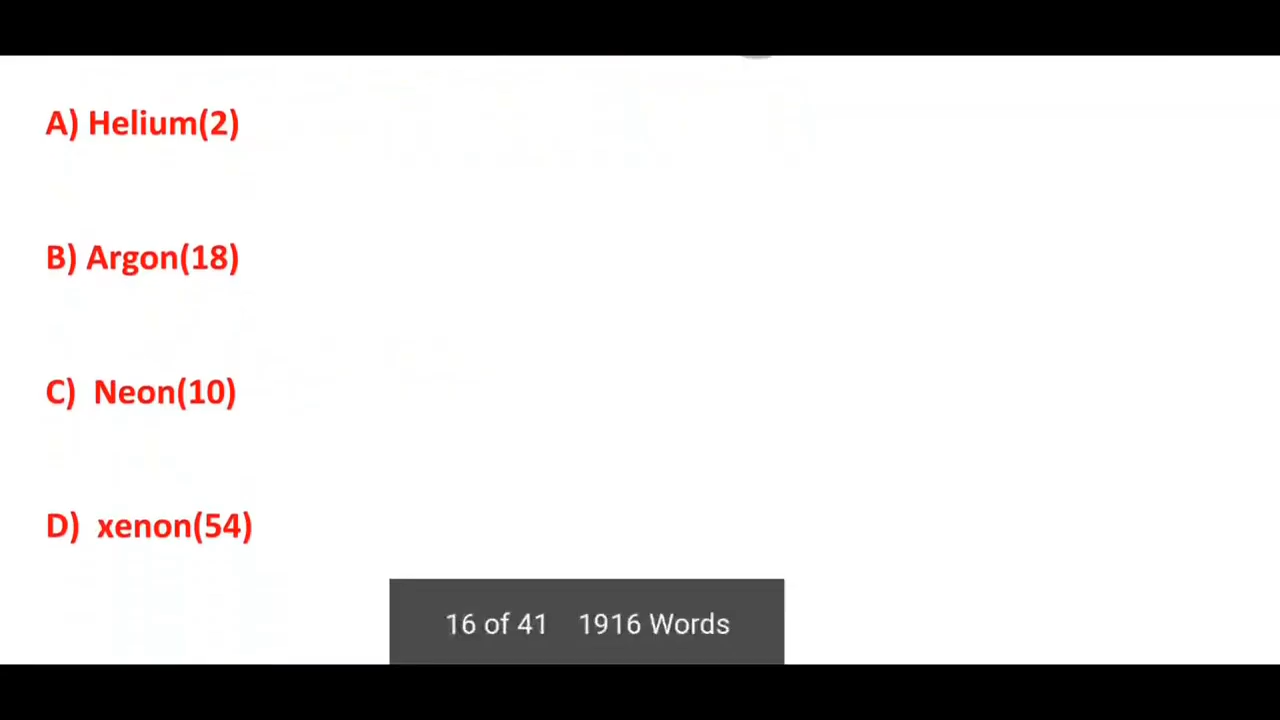 A) Helium(2)
B) Argon(18)
C) Neon(10)
D) xenon(54)
16 of 41 1916 Words